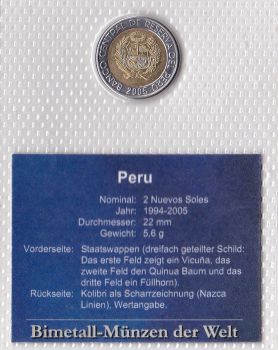 BANCO CENTRAL DE RESERVA DEL PERU
2005
Peru
Nominal: 2 Nuevos Soles
Jahr: 1994-2005
Durchmesser: 22 mm
Gewicht: 5,6 g
Vorderseite: Staatswappen (dreifach geteilter Schild:
Das erste Feld zeigt ein Vicuña, das
zweite Feld den Quinua Baum und das
dritte Feld ein Füllhorn).
Rückseite: Kolibri als Scharrzeichnung (Nazca
Linien), Wertangabe.
Bimetall-Münzen der Welt